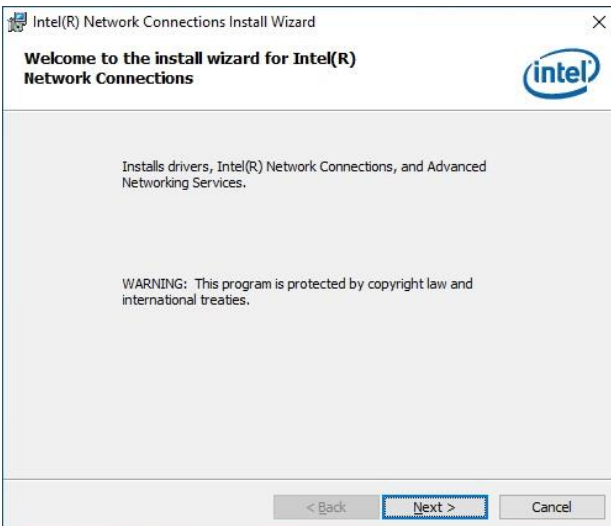 Intel(R) Network Connections Install Wizard
Welcome to the install wizard for Intel(R)
Network Connections
intel
Installs drivers, Intel(R) Network Connections, and Advanced
Networking Services.
WARNING: This program is protected by copyright law and
international treaties.
< Back
Next >
Cancel